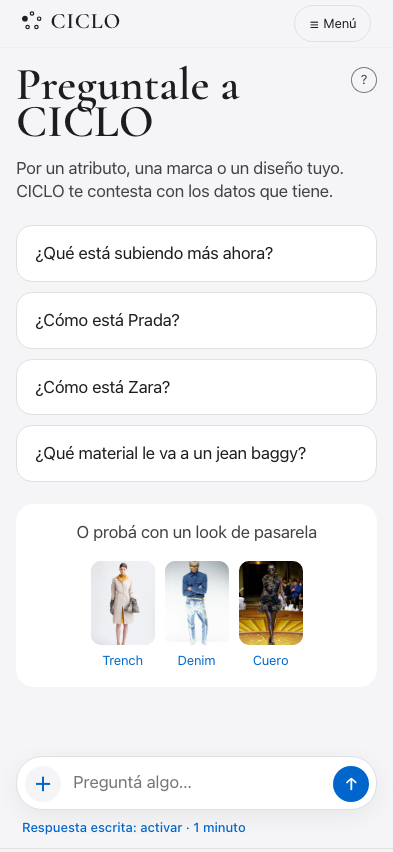 CICLO
≡ Menú
Preguntale a
CICLO
?
Por un atributo, una marca o un diseño tuyo.
CICLO te contesta con los datos que tiene.
¿Qué está subiendo más ahora?
¿Cómo está Prada?
¿Cómo está Zara?
¿Qué material le va a un jean baggy?
O probá con un look de pasarela
Trench
Denim
Cuero
Preguntá algo...
Respuesta escrita: activar · 1 minuto